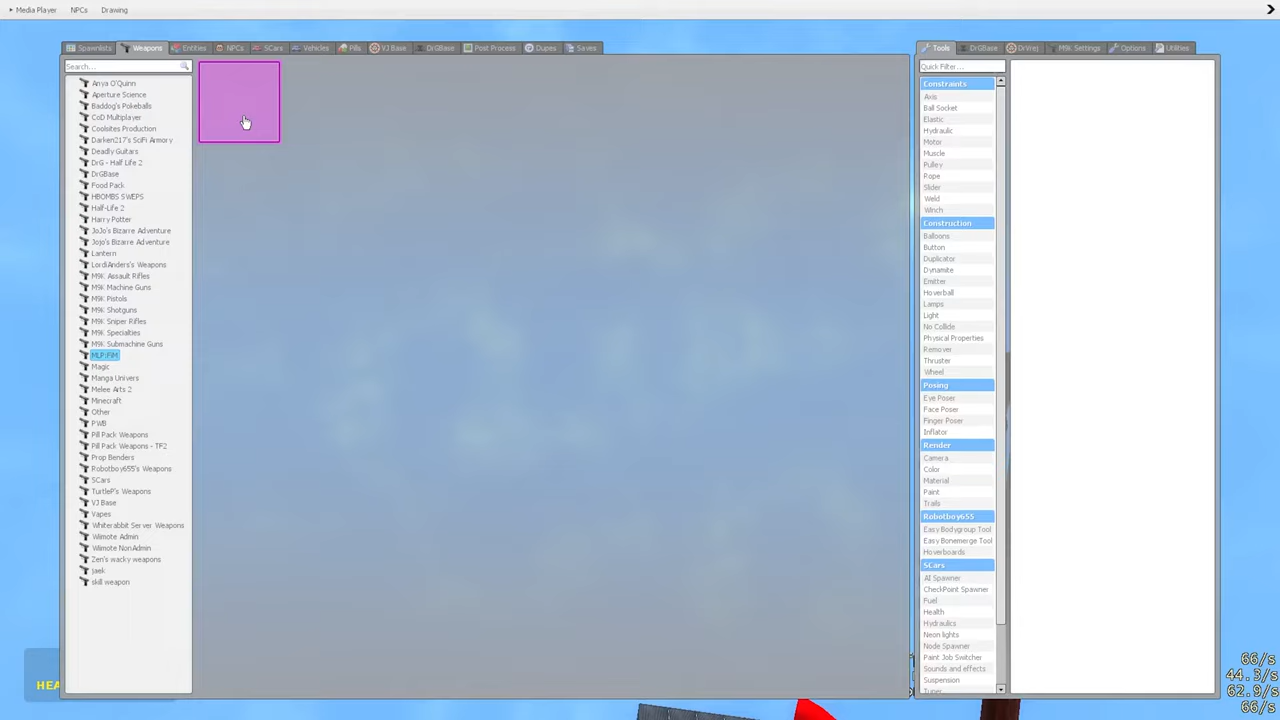 Media Player NPCs Drawing
Spawnlists Weapons Entities NPCs SCars Vehicles Pills VJ Base DrGBase Post Process Dupes Saves
Search...
Anya O'Quinn
Aperture Science
Baddog's Pokeballs
CoD Multiplayer
Coolsites Production
Darken217's SciFi Armory
Deadly Guitars
DrG - Half Life 2
DrGBase
Food Pack
HBOMBS SWEPS
Half-Life 2
Harry Potter
JoJo's Bizarre Adventure
Jojo's Bizarre Adventure
Lantern
LordiAnders's Weapons
M9K Assault Rifles
M9K Machine Guns
M9K Pistols
M9K Shotguns
M9K Sniper Rifles
M9K Specialties
M9K Submachine Guns
MLP:FiM
Magic
Manga Univers
Melee Arts 2
Minecraft
Other
PWB
Pill Pack Weapons
Pill Pack Weapons - TF2
Prop Benders
Robotboy655's Weapons
SCars
TurtleP's Weapons
VJ Base
Vapes
Whiterabbit Server Weapons
Wiimote Admin
Wiimote NonAdmin
Zen's wacky weapons
jaek
skill weapon
Tools DrGBase DrVrej M9K Settings Options Utilities
Quick Filter...
Constraints
Axis
Ball Socket
Elastic
Hydraulic
Motor
Muscle
Pulley
Rope
Slider
Weld
Winch
Construction
Balloons
Button
Duplicator
Dynamite
Emitter
Hoverball
Lamps
Light
No Collide
Physical Properties
Remover
Thruster
Wheel
Posing
Eye Poser
Face Poser
Finger Poser
Inflator
Render
Camera
Color
Material
Paint
Trails
Robotboy655
Easy Bodygroup Tool
Easy Bonemerge Tool
Hoverboards
SCars
AI Spawner
CheckPoint Spawner
Fuel
Health
Hydraulics
Neon lights
Node Spawner
Paint Job Switcher
Sounds and effects
Suspension
Tuner
HEA
66/s
44.3/s
62.9/s
66/s